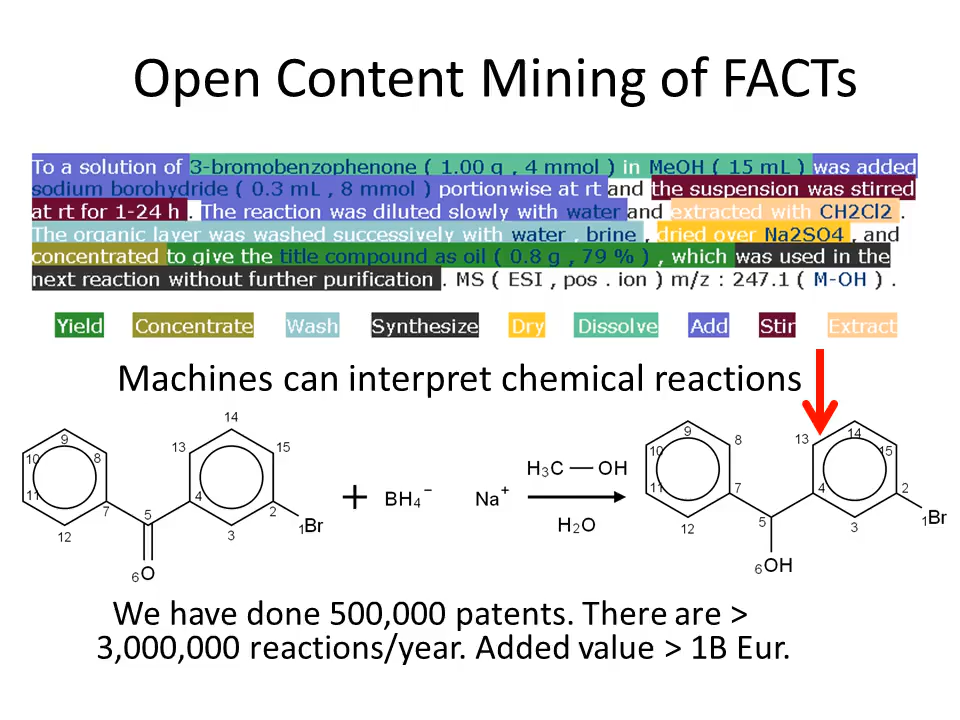 Open Content Mining of FACTs
To a solution of 3-bromobenzophenone ( 1.00 g , 4 mmol ) in MeOH ( 15 mL ) was added
sodium borohydride ( 0.3 mL , 8 mmol ) portionwise at rt and the suspension was stirred
at rt for 1-24 h . The reaction was diluted slowly with water and extracted with CH2Cl2 .
The organic layer was washed successively with water , brine , dried over Na2SO4 , and
concentrated to give the title compound as oil ( 0.8 g , 79 % ) , which was used in the
next reaction without further purification . MS ( ESI , pos . ion ) m/z : 247.1 ( M-OH ) .
Yield Concentrate Wash Synthesize Dry Dissolve Add Stir Extract
Machines can interpret chemical reactions
9
10
8
11
7
12
14
13
15
4
2
3
5
1Br
6O
+
BH4−
Na+
H3C—OH
H2O
9
8
10
11
7
12
13
14
15
4
2
3
5
1Br
6OH
We have done 500,000 patents. There are >
3,000,000 reactions/year. Added value > 1B Eur.